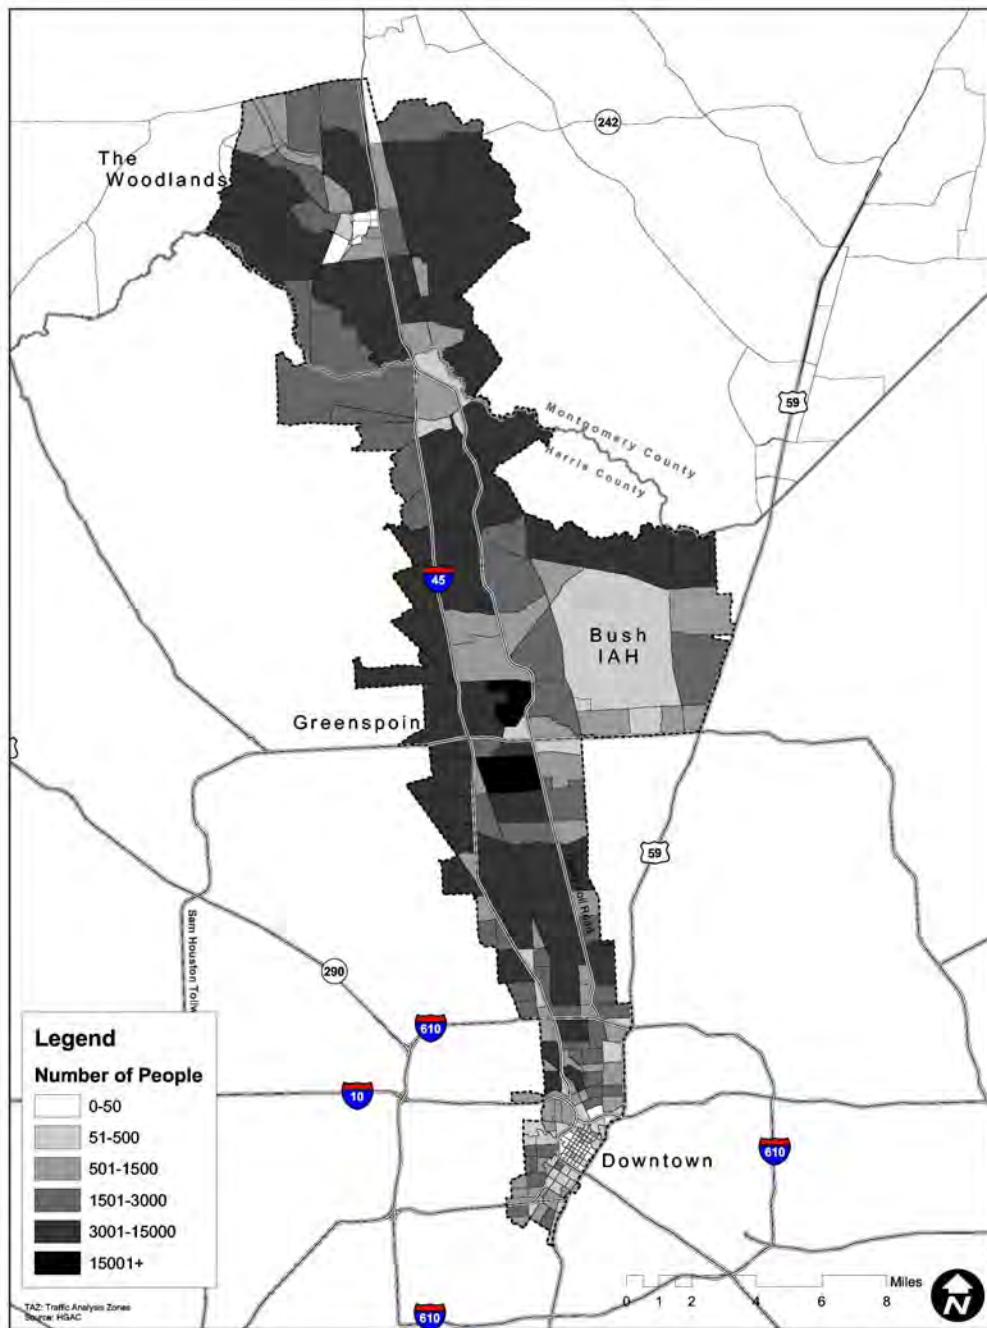 242
The
Woodlands
59
Montgomery County
Harris County
45
Bush
IAH
Greenspoin
59
Toll Road
Sam Houston Tollw
290
610
Legend
Number of People
0-50
51-500
501-1500
1501-3000
3001-15000
15001+
10
610
Downtown
Miles
0 1 2 4 6 8
N
610
TAZ: Traffic Analysis Zones
Source: HGAC